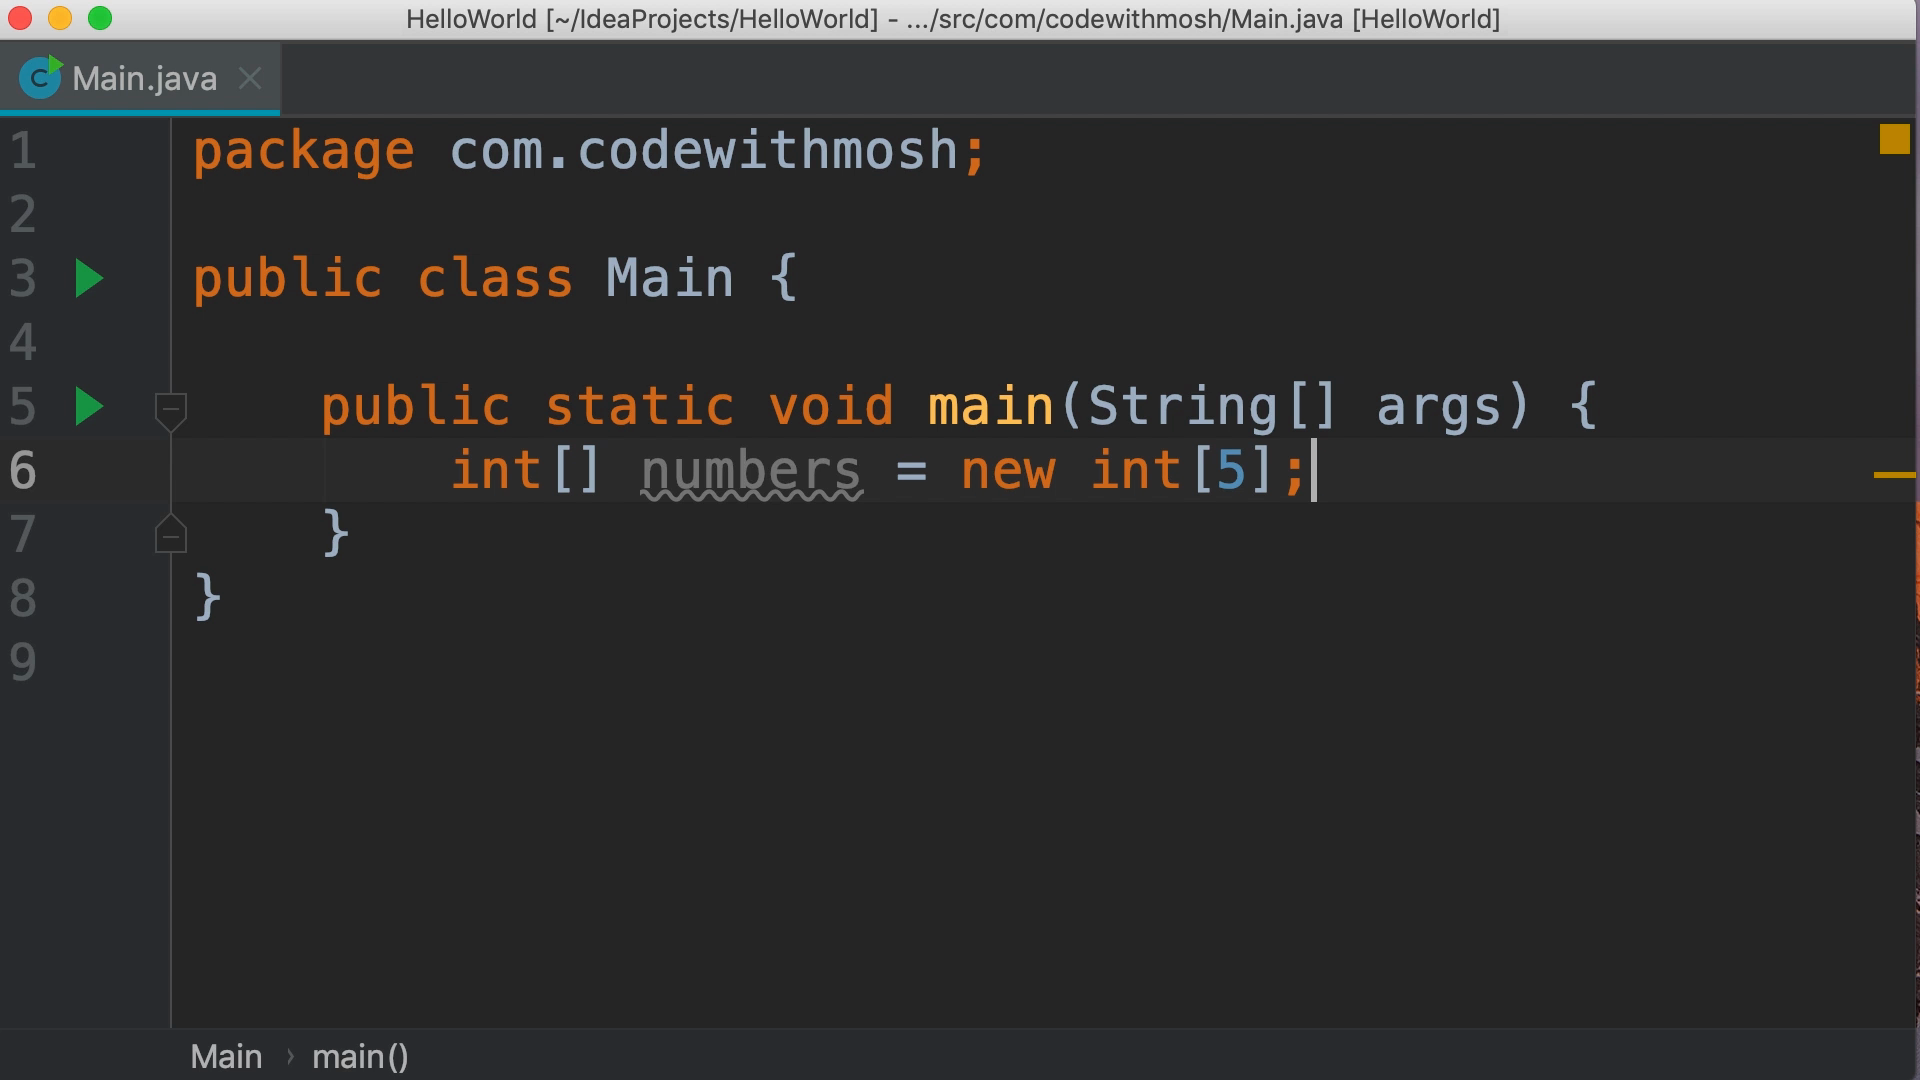 HelloWorld [~/IdeaProjects/HelloWorld] - .../src/com/codewithmosh/Main.java [HelloWorld]
C Main.java
1 package com.codewithmosh;
2
3 public class Main {
4
5 public static void main(String[] args) {
6 int[] numbers = new int[5];
7 }
8 }
9
Main › main()